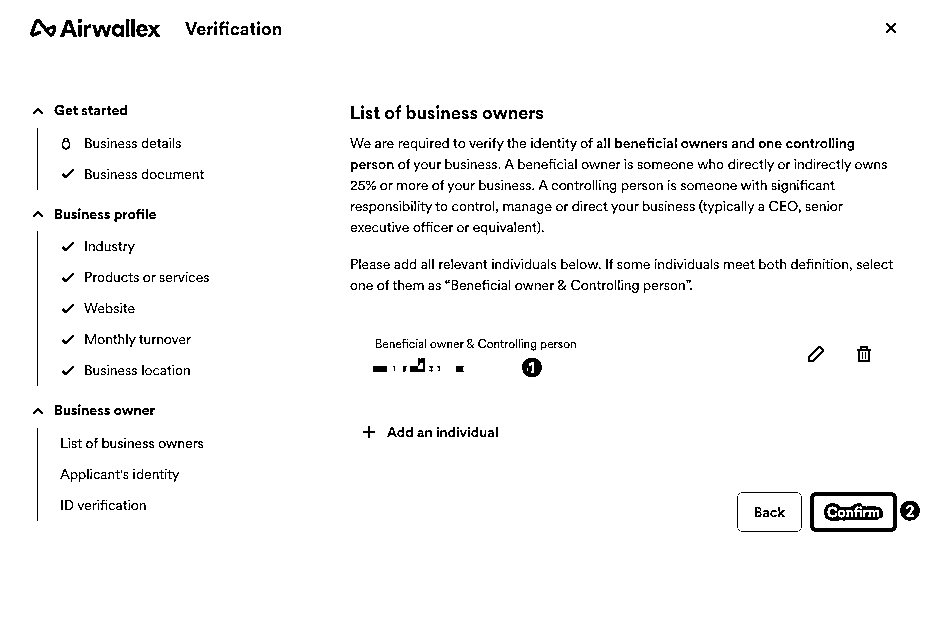 Airwallex Verification
Get started
Business details
Business document
Business profile
Industry
Products or services
Website
Monthly turnover
Business location
Business owner
List of business owners
Applicant's identity
ID verification
List of business owners
We are required to verify the identity of all beneficial owners and one controlling
person of your business. A beneficial owner is someone who directly or indirectly owns
25% or more of your business. A controlling person is someone with significant
responsibility to control, manage or direct your business (typically a CEO, senior
executive officer or equivalent).
Please add all relevant individuals below. If some individuals meet both definition, select
one of them as "Beneficial owner & Controlling person".
Beneficial owner & Controlling person
1
Add an individual
Back
Confirm
2